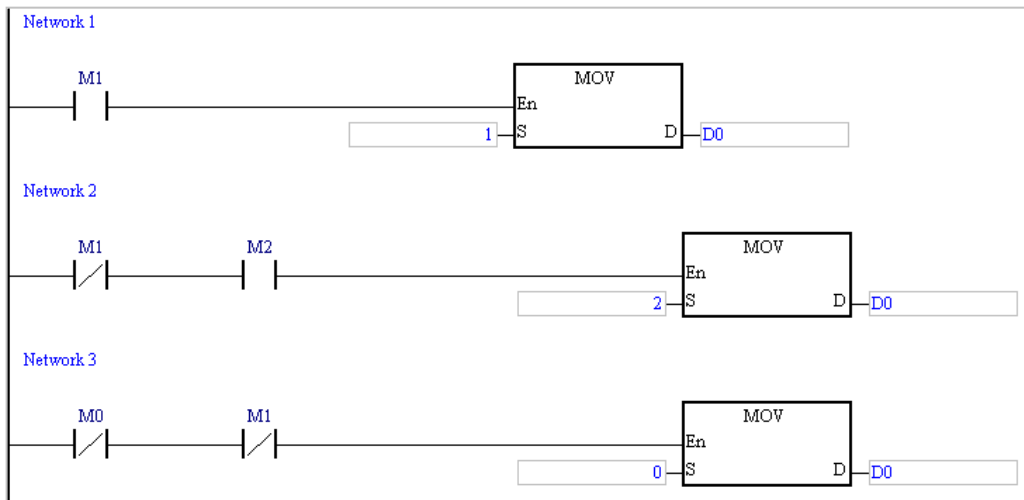 Network 1
M1
MOV
En
1 S D D0
Network 2
M1 M2
MOV
En
2 S D D0
Network 3
M0 M1
MOV
En
0 S D D0